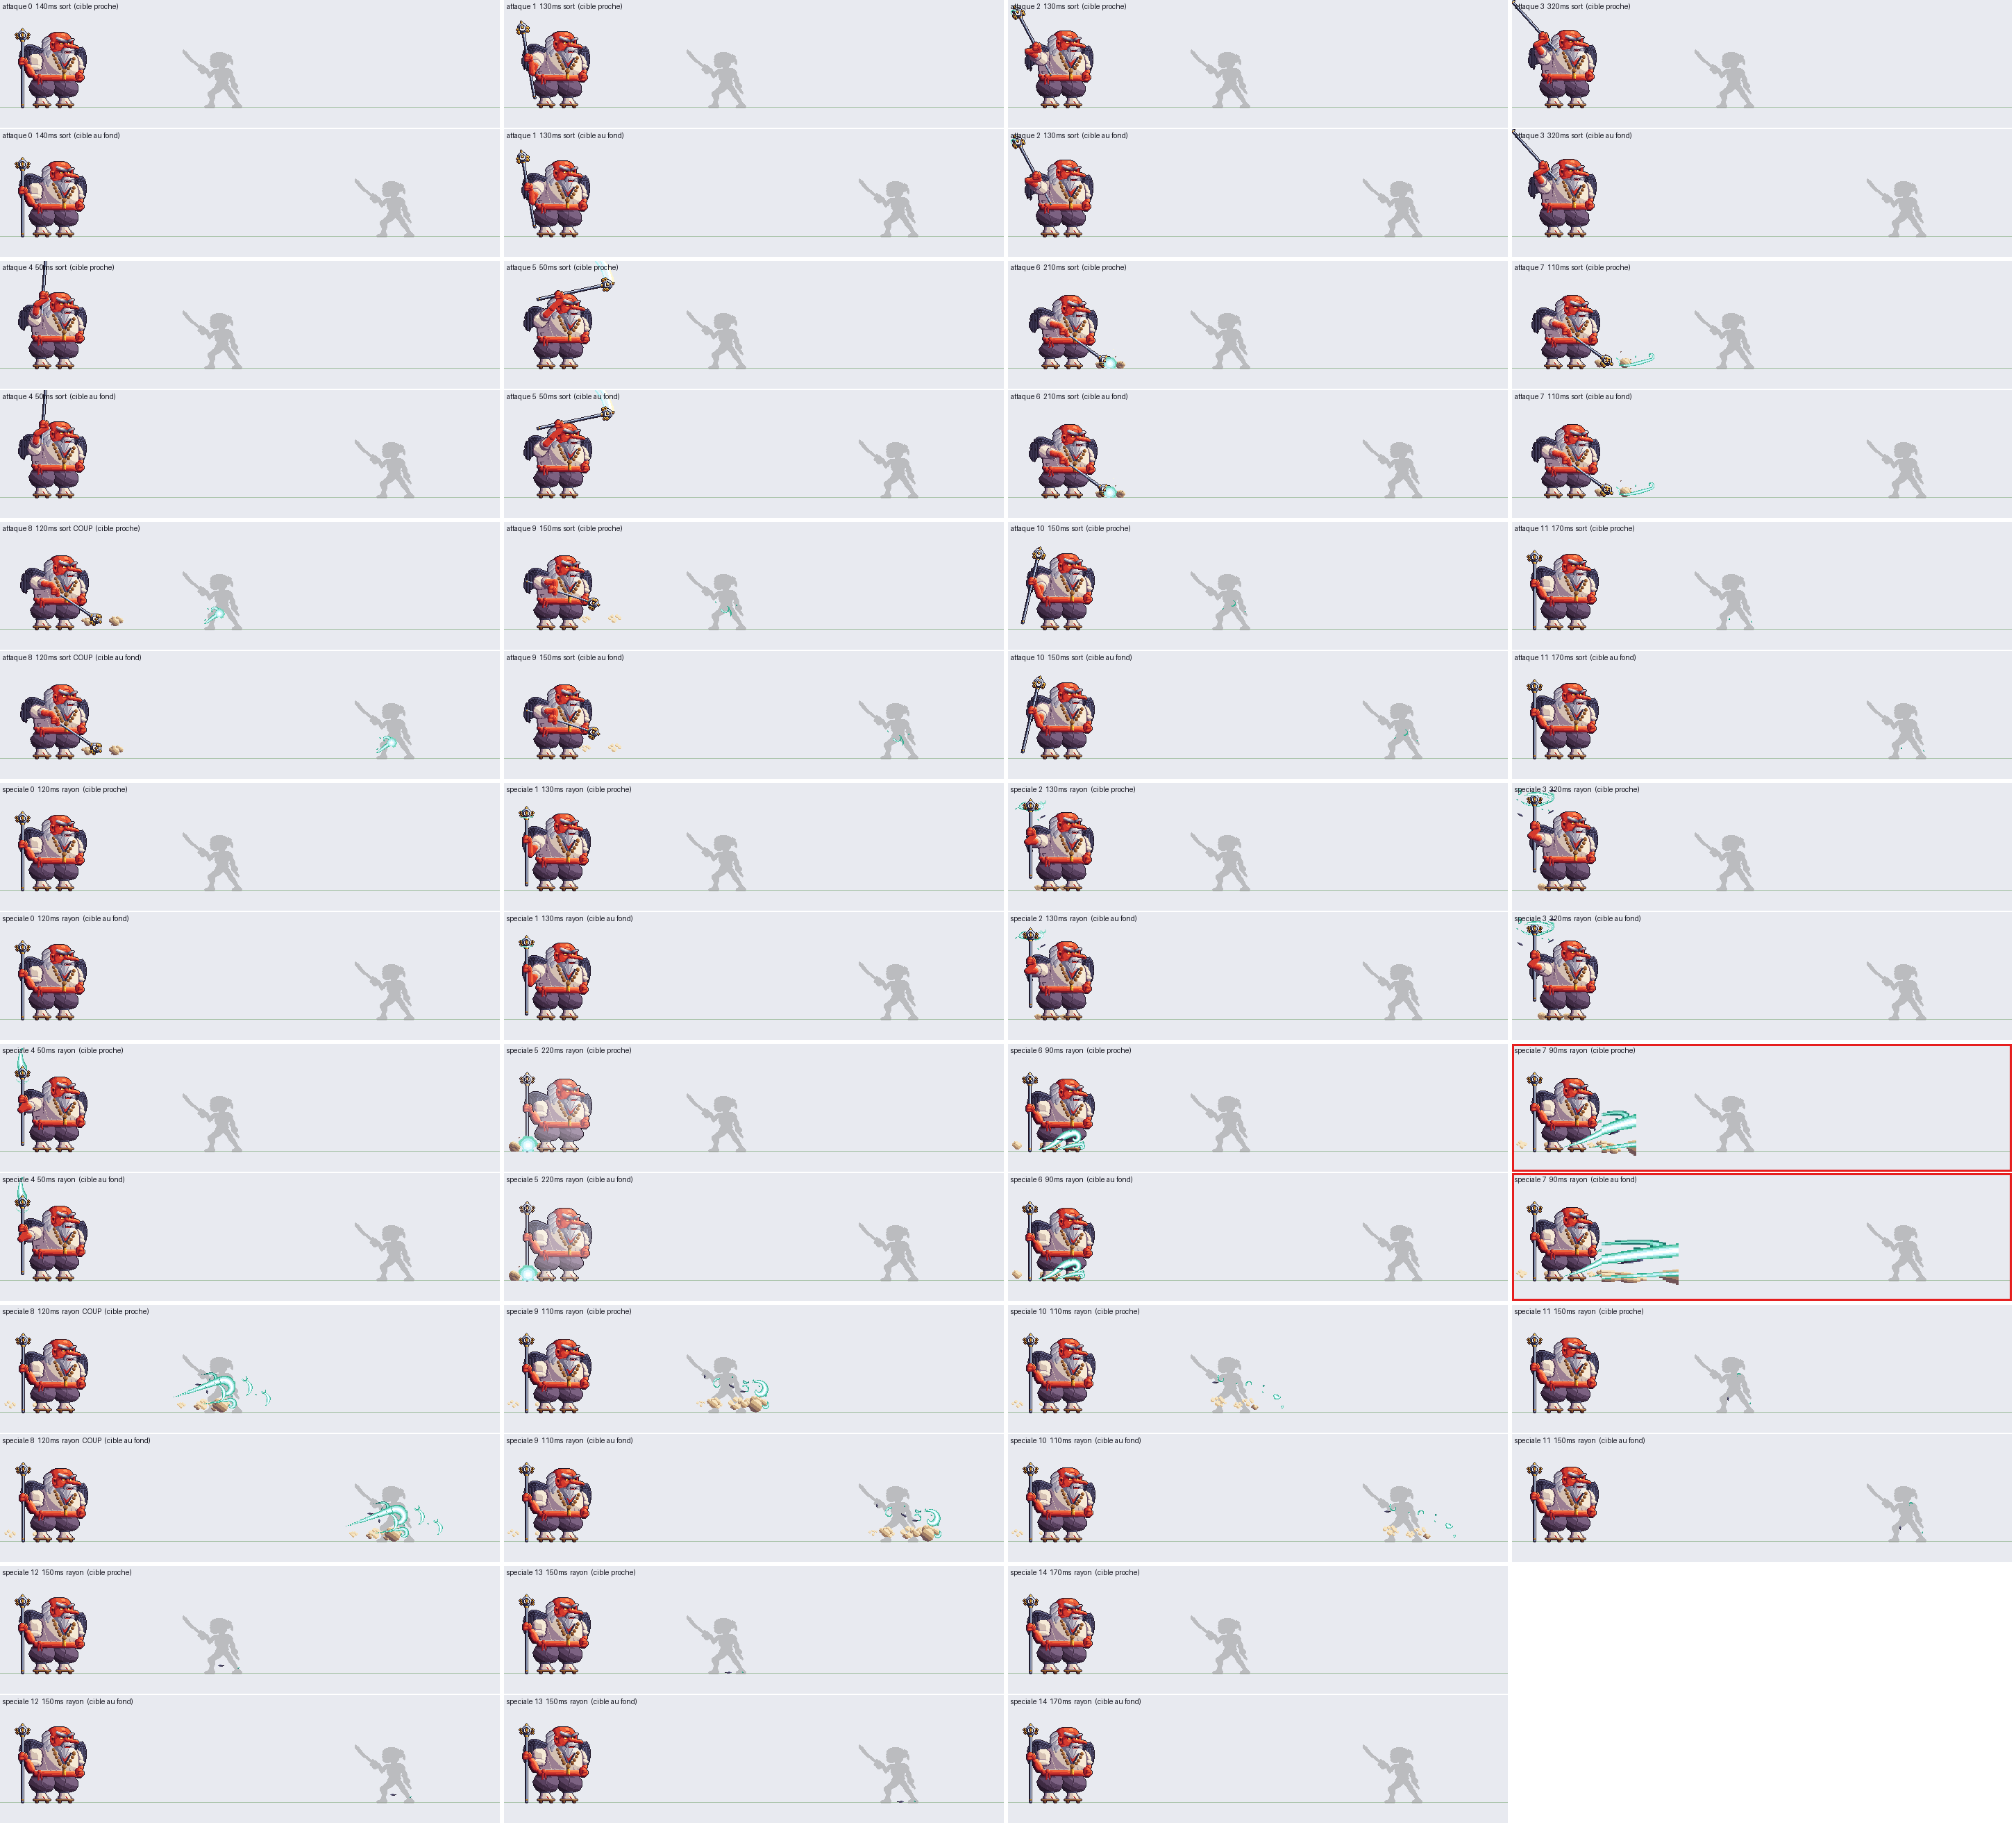 attaque 0 140ms sort (cible proche)
attaque 1 130ms sort (cible proche)
attaque 2 130ms sort (cible proche)
attaque 3 320ms sort (cible proche)
attaque 0 140ms sort (cible au fond)
attaque 1 130ms sort (cible au fond)
attaque 2 130ms sort (cible au fond)
attaque 3 320ms sort (cible au fond)
attaque 4 50ms sort (cible proche)
attaque 5 50ms sort (cible proche)
attaque 6 210ms sort (cible proche)
attaque 7 110ms sort (cible proche)
attaque 4 50ms sort (cible au fond)
attaque 5 50ms sort (cible au fond)
attaque 6 210ms sort (cible au fond)
attaque 7 110ms sort (cible au fond)
attaque 8 120ms sort COUP (cible proche)
attaque 9 150ms sort (cible proche)
attaque 10 150ms sort (cible proche)
attaque 11 170ms sort (cible proche)
attaque 8 120ms sort COUP (cible au fond)
attaque 9 150ms sort (cible au fond)
attaque 10 150ms sort (cible au fond)
attaque 11 170ms sort (cible au fond)
speciale 0 120ms rayon (cible proche)
speciale 1 130ms rayon (cible proche)
speciale 2 130ms rayon (cible proche)
speciale 3 320ms rayon (cible proche)
speciale 0 120ms rayon (cible au fond)
speciale 1 130ms rayon (cible au fond)
speciale 2 130ms rayon (cible au fond)
speciale 3 320ms rayon (cible au fond)
speciale 4 50ms rayon (cible proche)
speciale 5 220ms rayon (cible proche)
speciale 6 90ms rayon (cible proche)
speciale 7 90ms rayon (cible proche)
speciale 4 50ms rayon (cible au fond)
speciale 5 220ms rayon (cible au fond)
speciale 6 90ms rayon (cible au fond)
speciale 7 90ms rayon (cible au fond)
speciale 8 120ms rayon COUP (cible proche)
speciale 9 110ms rayon (cible proche)
speciale 10 110ms rayon (cible proche)
speciale 11 150ms rayon (cible proche)
speciale 8 120ms rayon COUP (cible au fond)
speciale 9 110ms rayon (cible au fond)
speciale 10 110ms rayon (cible au fond)
speciale 11 150ms rayon (cible au fond)
speciale 12 150ms rayon (cible proche)
speciale 13 150ms rayon (cible proche)
speciale 14 170ms rayon (cible proche)
speciale 12 150ms rayon (cible au fond)
speciale 13 150ms rayon (cible au fond)
speciale 14 170ms rayon (cible au fond)